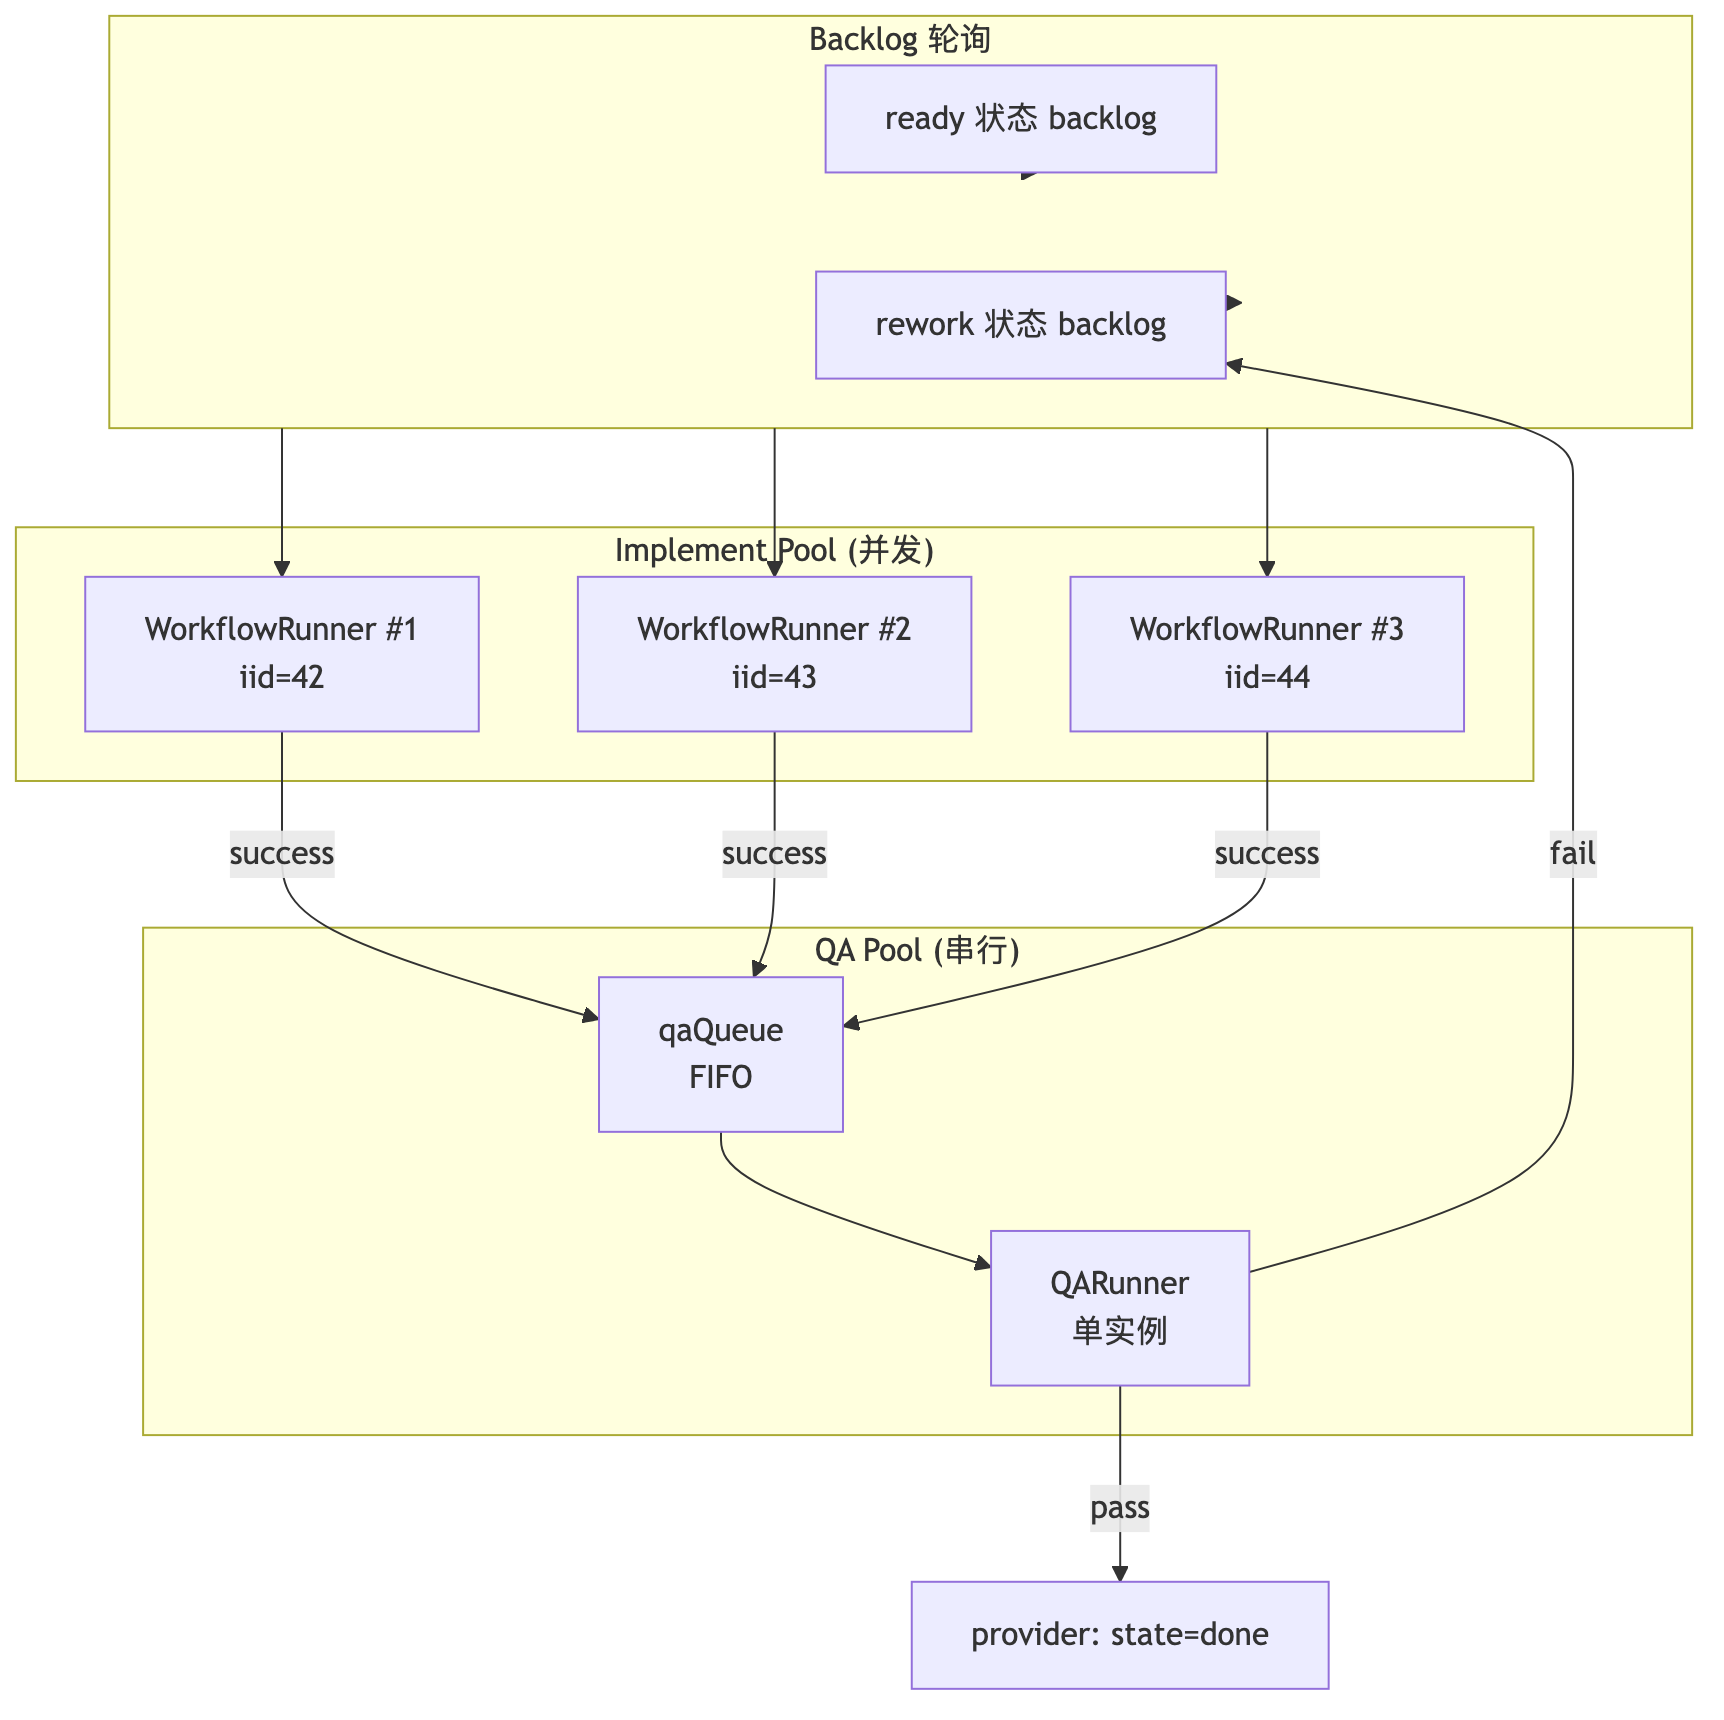 Backlog 轮询
ready 状态 backlog
rework 状态 backlog
Implement Pool (并发)
WorkflowRunner #1
iid=42
WorkflowRunner #2
iid=43
WorkflowRunner #3
iid=44
success
success
success
fail
QA Pool (串行)
qaQueue
FIFO
QARunner
单实例
pass
provider: state=done